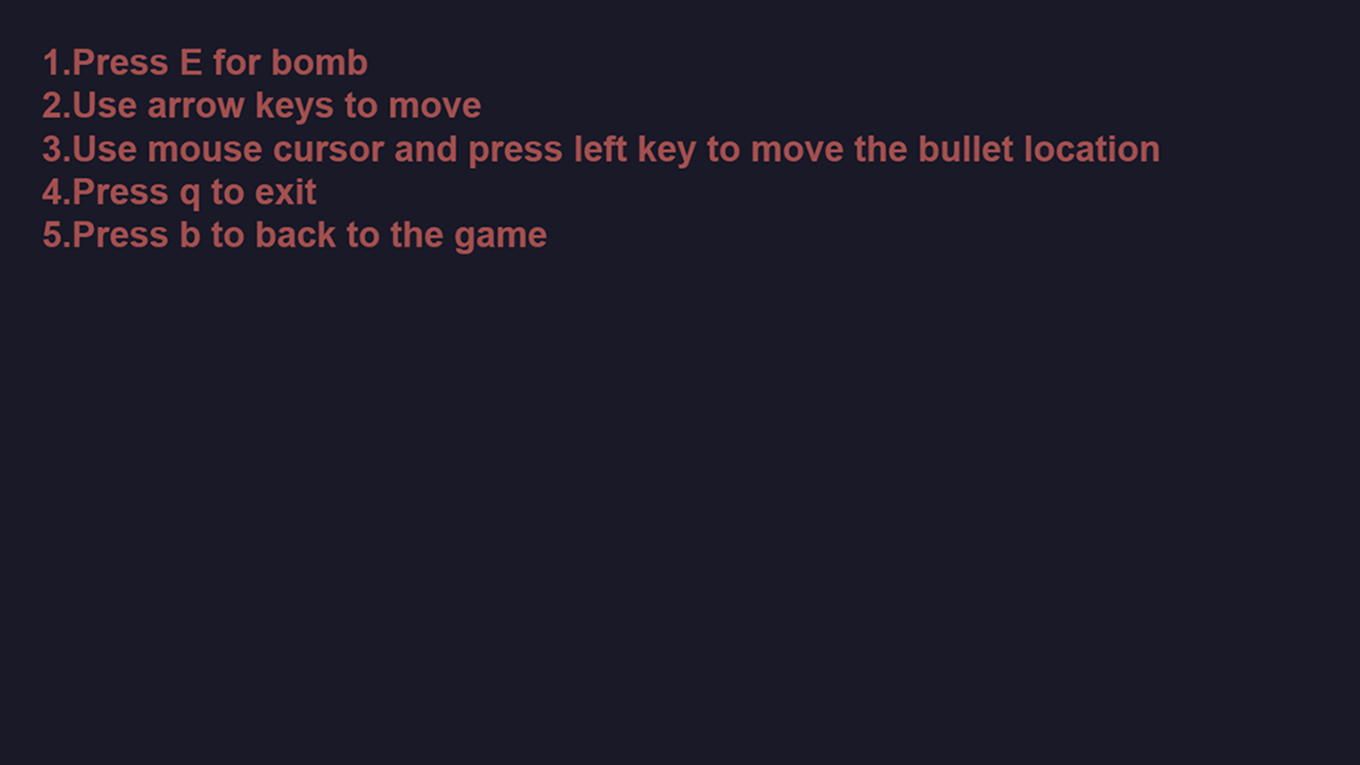 1.Press E for bomb
2.Use arrow keys to move
3.Use mouse cursor and press left key to move the bullet location
4.Press q to exit
5.Press b to back to the game